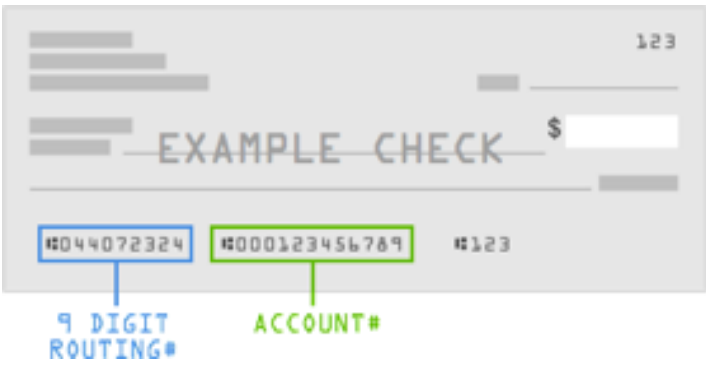 123
$
EXAMPLE CHECK
⑆044072324 ⑆000123456789 ⑆123
9 DIGIT
ROUTING#
ACCOUNT#